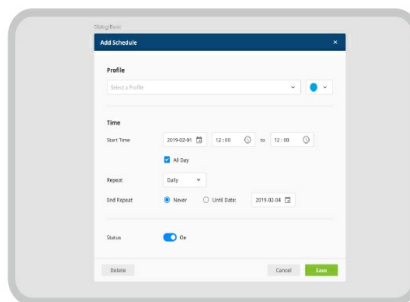 Dialog/Basic
Add Schedule
Profile
Select a Profile
Time
Start Time 2019-02-01 12 : 00 to 12 : 00
All Day
Repeat Daily
End Repeat Never Until Date 2019-02-04
Status On
Delete Cancel Save